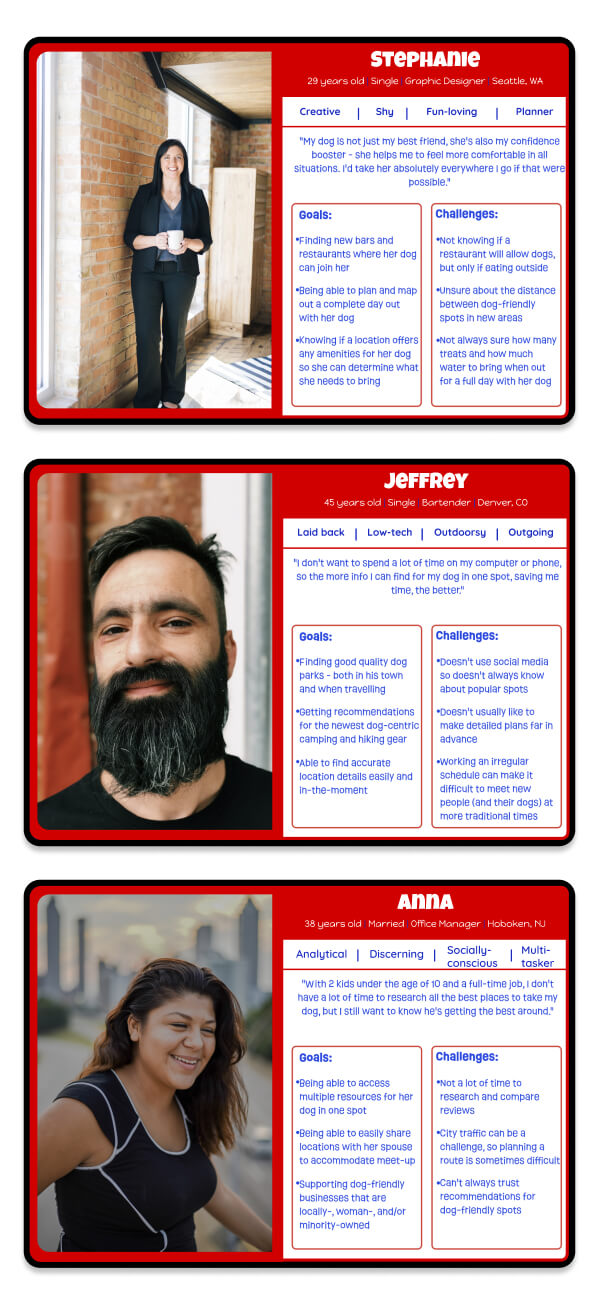 Stephanie
29 years old | Single | Graphic Designer | Seattle, WA
Creative | Shy | Fun-loving | Planner
"My dog is not just my best friend, she's also my confidence
booster - she helps me to feel more comfortable in all
situations. I'd take her absolutely everywhere I go if that were
possible."
Goals:
•Finding new bars and
restaurants where her dog
can join her
•Being able to plan and map
out a complete day out
with her dog
•Knowing if a location offers
any amenities for her dog
so she can determine what
she needs to bring
Challenges:
•Not knowing if a
restaurant will allow dogs,
but only if eating outside
•Unsure about the distance
between dog-friendly
spots in new areas
•Not always sure how many
treats and how much
water to bring when out
for a full day with her dog
Jeffrey
45 years old | Single | Bartender | Denver, CO
Laid back | Low-tech | Outdoorsy | Outgoing
"I don't want to spend a lot of time on my computer or phone,
so the more info I can find for my dog in one spot, saving me
time, the better."
Goals:
•Finding good quality dog
parks - both in his town
and when travelling
•Getting recommendations
for the newest dog-centric
camping and hiking gear
•Able to find accurate
location details easily and
in-the-moment
Challenges:
•Doesn't use social media
so doesn't always know
about popular spots
•Doesn't usually like to
make detailed plans far in
advance
•Working an irregular
schedule can make it
difficult to meet new
people (and their dogs) at
more traditional times
Anna
38 years old | Married | Office Manager | Hoboken, NJ
Analytical | Discerning | Socially-
conscious | Multi-
tasker
"With 2 kids under the age of 10 and a full-time job, I don't
have a lot of time to research all the best places to take my
dog, but I still want to know he's getting the best around."
Goals:
•Being able to access
multiple resources for her
dog in one spot
•Being able to easily share
locations with her spouse
to accommodate meet-up
•Supporting dog-friendly
businesses that are
locally-, woman-, and/or
minority-owned
Challenges:
•Not a lot of time to
research and compare
reviews
•City traffic can be a
challenge, so planning a
route is sometimes difficult
•Can't always trust
recommendations for
dog-friendly spots